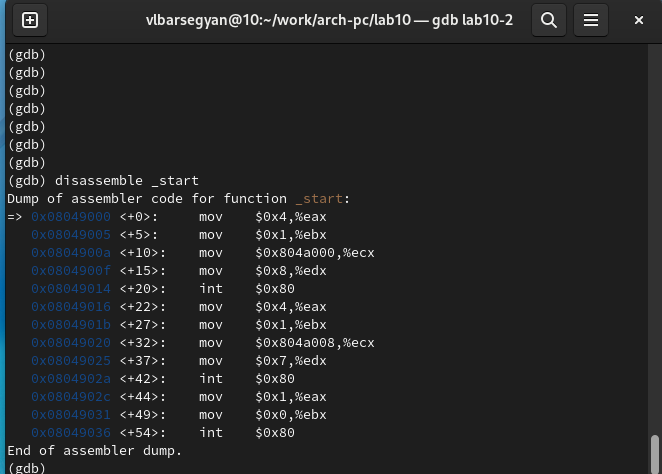 vlbarsegyan@10:~/work/arch-pc/lab10 — gdb lab10-2
(gdb)
(gdb)
(gdb)
(gdb)
(gdb)
(gdb)
(gdb)
(gdb) disassemble _start
Dump of assembler code for function _start:
=> 0x08049000 <+0>:     mov    $0x4,%eax
   0x08049005 <+5>:     mov    $0x1,%ebx
   0x0804900a <+10>:    mov    $0x804a000,%ecx
   0x0804900f <+15>:    mov    $0x8,%edx
   0x08049014 <+20>:    int    $0x80
   0x08049016 <+22>:    mov    $0x4,%eax
   0x0804901b <+27>:    mov    $0x1,%ebx
   0x08049020 <+32>:    mov    $0x804a008,%ecx
   0x08049025 <+37>:    mov    $0x7,%edx
   0x0804902a <+42>:    int    $0x80
   0x0804902c <+44>:    mov    $0x1,%eax
   0x08049031 <+49>:    mov    $0x0,%ebx
   0x08049036 <+54>:    int    $0x80
End of assembler dump.
(gdb)